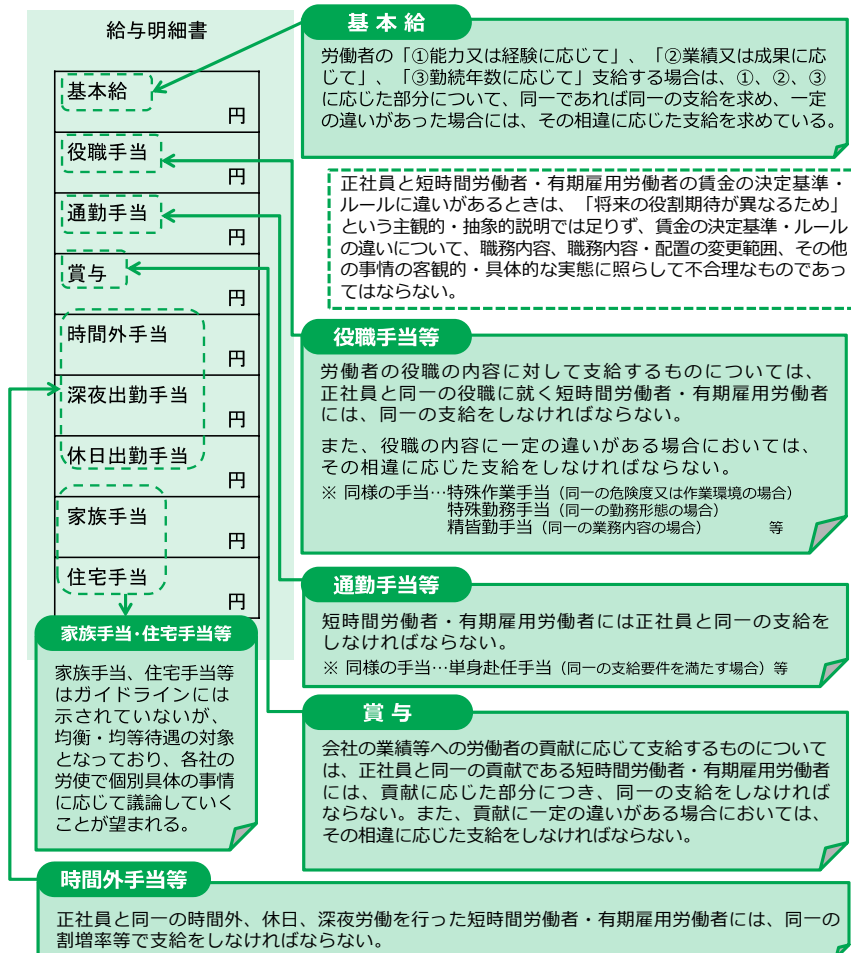 給与明細書
基本給
円
役職手当
円
通勤手当
円
賞与
円
時間外手当
円
深夜出勤手当
円
休日出勤手当
円
家族手当
円
住宅手当
円
家族手当・住宅手当等
家族手当、住宅手当等
はガイドラインには
示されていないが、
均衡・均等待遇の対象
となっており、各社の
労使で個別具体の事情
に応じて議論していく
ことが望まれる。
基本給
労働者の「①能力又は経験に応じて」、「②業績又は成果に応
じて」、「③勤続年数に応じて」支給する場合は、①、②、③
に応じた部分について、同一であれば同一の支給を求め、一定
の違いがあった場合には、その相違に応じた支給を求めている。
正社員と短時間労働者・有期雇用労働者の賃金の決定基準・
ルールに違いがあるときは、「将来の役割期待が異なるため」
という主観的・抽象的説明では足りず、賃金の決定基準・ルール
の違いについて、職務内容、職務内容・配置の変更範囲、その他
の事情の客観的・具体的な実態に照らして不合理なものであっ
てはならない。
役職手当等
労働者の役職の内容に対して支給するものについては、
正社員と同一の役職に就く短時間労働者・有期雇用労働者
には、同一の支給をしなければならない。
また、役職の内容に一定の違いがある場合においては、
その相違に応じた支給をしなければならない。
※ 同様の手当…特殊作業手当（同一の危険度又は作業環境の場合）
特殊勤務手当（同一の勤務形態の場合）
精皆勤手当（同一の業務内容の場合） 等
通勤手当等
短時間労働者・有期雇用労働者には正社員と同一の支給を
しなければならない。
※ 同様の手当…単身赴任手当（同一の支給要件を満たす場合）等
賞与
会社の業績等への労働者の貢献に応じて支給するものについて
は、正社員と同一の貢献である短時間労働者・有期雇用労働者
には、貢献に応じた部分につき、同一の支給をしなければ
ならない。また、貢献に一定の違いがある場合においては、
その相違に応じた支給をしなければならない。
時間外手当等
正社員と同一の時間外、休日、深夜労働を行った短時間労働者・有期雇用労働者には、同一の
割増率等で支給をしなければならない。